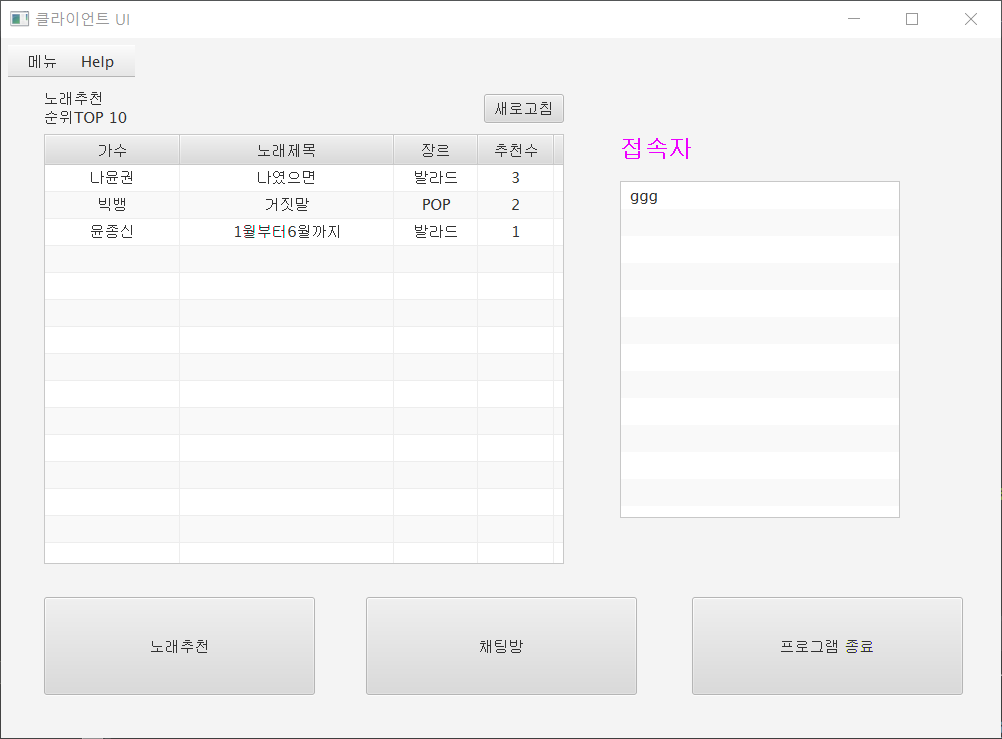 클라이언트 UI
메뉴 Help
노래추천
순위TOP 10
새로고침
가수 노래제목 장르 추천수
나윤권 나였으면 발라드 3
빅뱅 거짓말 POP 2
윤종신 1월부터6월까지 발라드 1
접속자
ggg
노래추천 채팅방 프로그램 종료